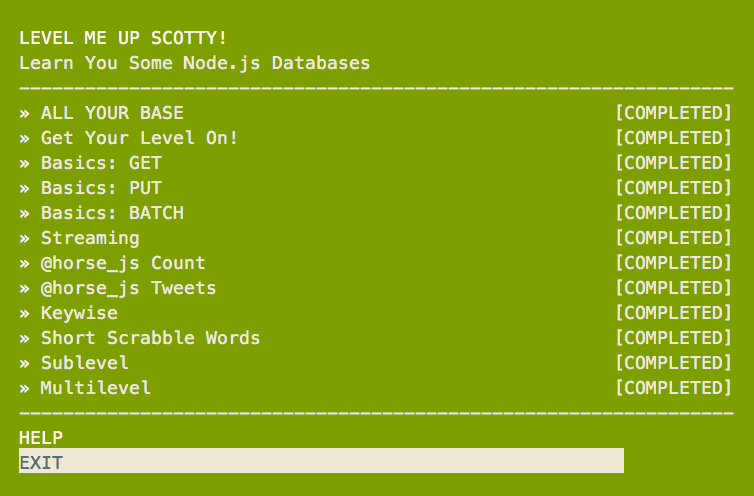 LEVEL ME UP SCOTTY!
Learn You Some Node.js Databases
» ALL YOUR BASE [COMPLETED]
» Get Your Level On! [COMPLETED]
» Basics: GET [COMPLETED]
» Basics: PUT [COMPLETED]
» Basics: BATCH [COMPLETED]
» Streaming [COMPLETED]
» @horse_js Count [COMPLETED]
» @horse_js Tweets [COMPLETED]
» Keywise [COMPLETED]
» Short Scrabble Words [COMPLETED]
» Sublevel [COMPLETED]
» Multilevel [COMPLETED]
HELP
EXIT